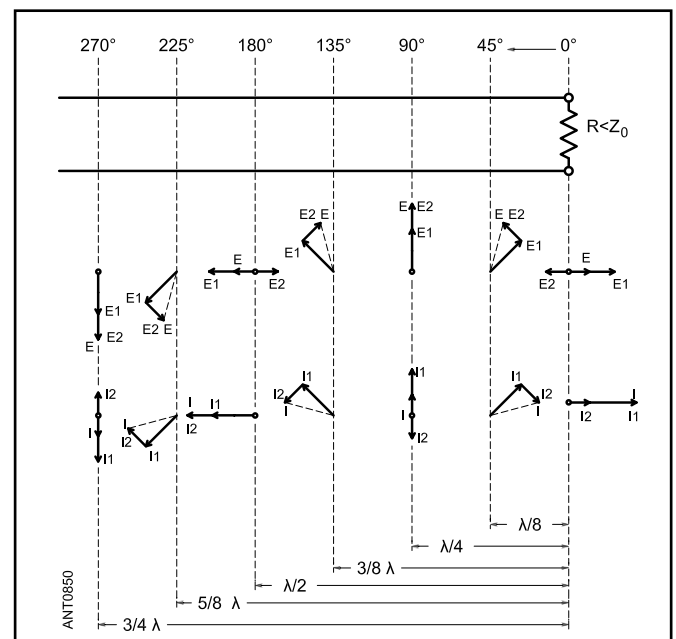 270° 225° 180° 135° 90° 45° 0°
R<Z0
E E2 E2 E E2 E
E1 E1 E1
E E
E1 E2 E2 E1
E1 E1
E2 E
E E2
I2 I1 I1 I1
I I1 I2 I2
I I2 I I I I2 I1
I2 I1 I2 I2
I1
λ/8
λ/4
3/8 λ
λ/2
5/8 λ
3/4 λ
ANT0850